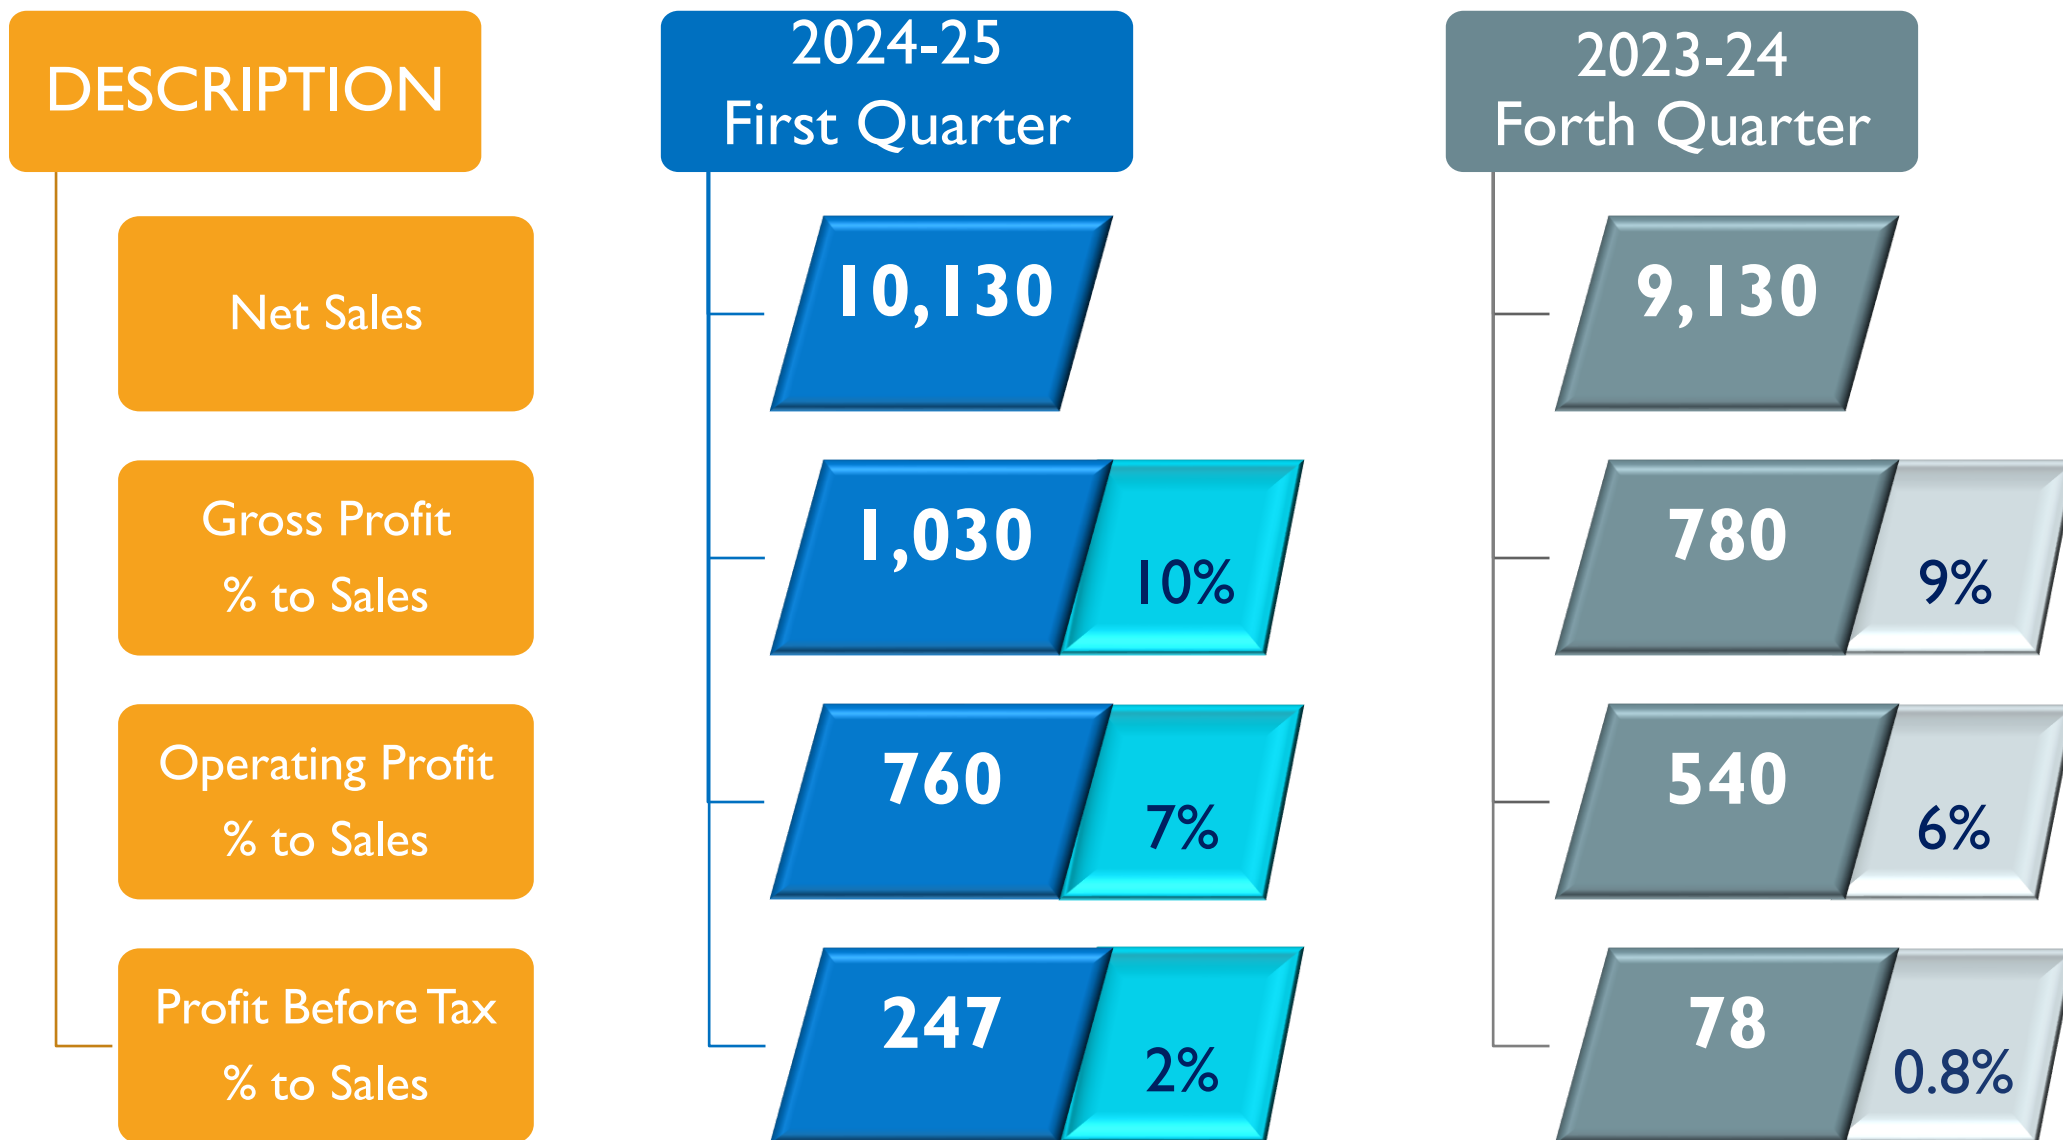 DESCRIPTION
2024-25
First Quarter
2023-24
Forth Quarter
Net Sales
10,130
9,130
Gross Profit
% to Sales
1,030
10%
780
9%
Operating Profit
% to Sales
760
7%
540
6%
Profit Before Tax
% to Sales
247
2%
78
0.8%